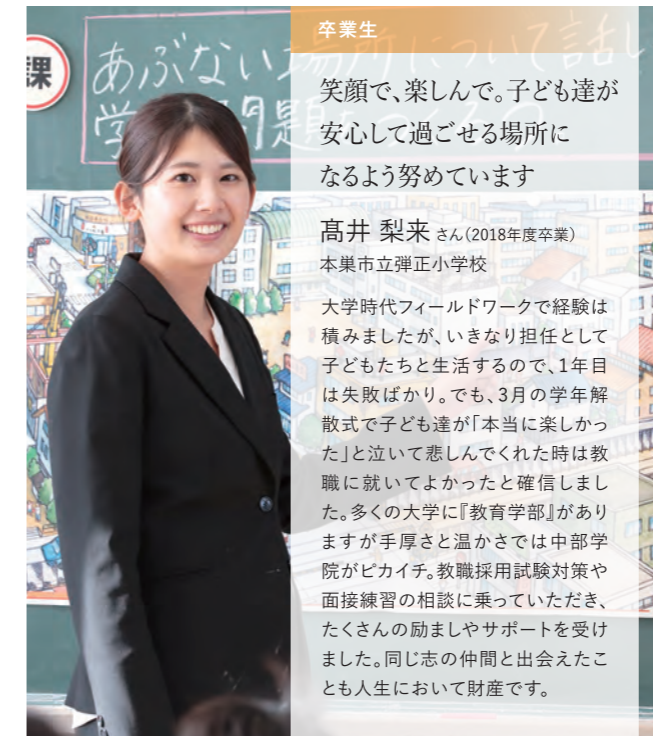 課
あぶない場所について話し
学 問題
卒業生
笑顔で、楽しんで。子ども達が
安心して過ごせる場所に
なるよう努めています
髙井 梨来 さん(2018年度卒業)
本巣市立弾正小学校
大学時代フィールドワークで経験は
積みましたが、いきなり担任として
子どもたちと生活するので、1年目
は失敗ばかり。でも、3月の学年解
散式で子ども達が「本当に楽しかっ
た」と泣いて悲しんでくれた時は教
職に就いてよかったと確信しまし
た。多くの大学に『教育学部』があり
ますが手厚さと温かさでは中部学
院がピカイチ。教職採用試験対策や
面接練習の相談に乗っていただき、
たくさんの励ましやサポートを受け
ました。同じ志の仲間と出会えたこ
とも人生において財産です。